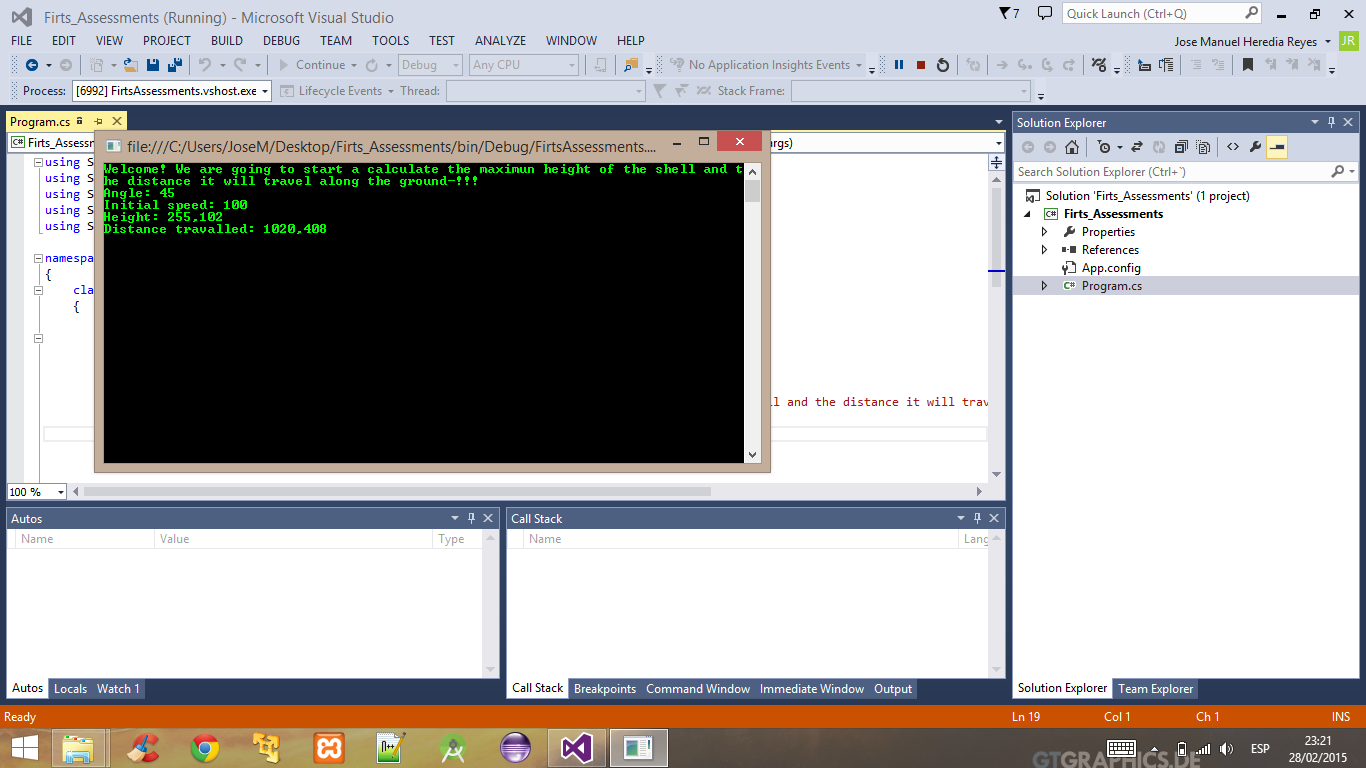 Firts_Assessments (Running) - Microsoft Visual Studio
7
Quick Launch (Ctrl+Q)
FILE EDIT VIEW PROJECT BUILD DEBUG TEAM TOOLS TEST ANALYZE WINDOW HELP
Jose Manuel Heredia Reyes
JR
Continue Debug Any CPU No Application Insights Events
Process: [6992] FirtsAssessments.vshost.exe Lifecycle Events Thread: Stack Frame:
Program.cs
Firts_Assessm
args)
file:///C:/Users/JoseM/Desktop/Firts_Assessments/bin/Debug/FirtsAssessments....
Welcome! We are going to start a calculate the maximun height of the shell and t
he distance it will travel along the ground-!!!
Angle: 45
Initial speed: 100
Height: 255,102
Distance travalled: 1020,408
using S
using S
using S
using S
using S
namespa
{
cla
{
ll and the distance it will trav
100 %
Solution Explorer
Search Solution Explorer (Ctrl+¨)
Solution 'Firts_Assessments' (1 project)
Firts_Assessments
Properties
References
App.config
Program.cs
Autos
Name Value Type
Autos Locals Watch 1
Call Stack
Name Lang
Call Stack Breakpoints Command Window Immediate Window Output
Solution Explorer Team Explorer
Ready Ln 19 Col 1 Ch 1 INS
ESP
23:21
28/02/2015
GTGRAPHICS.DE